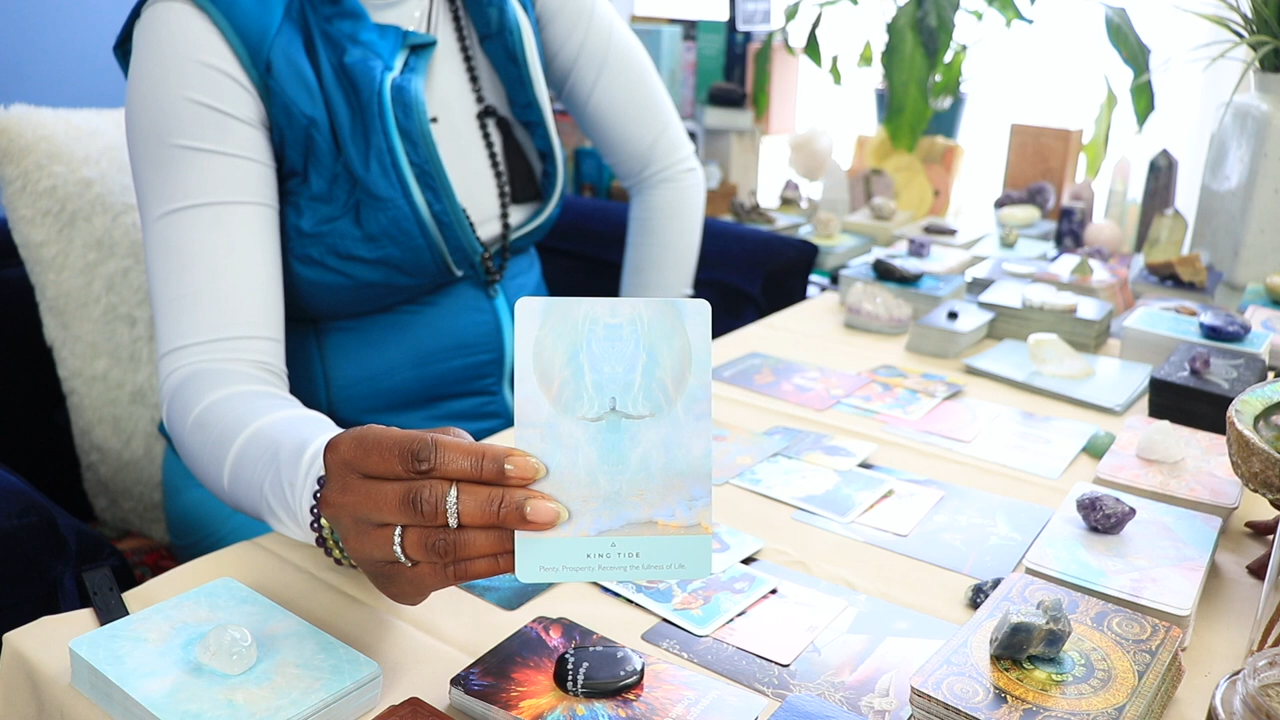 KING TIDE
Plenty. Prosperity. Receiving the fullness of Life.